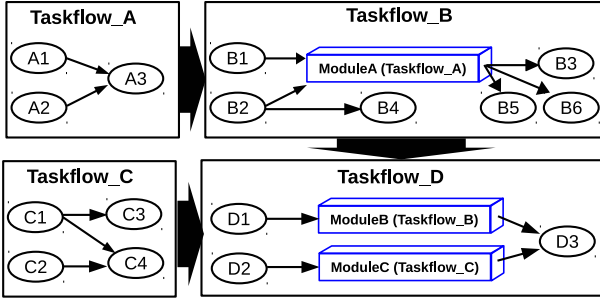 Taskflow_A
A1
A2
A3
Taskflow_B
B1
ModuleA (Taskflow_A)
B3
B2
B4
B5
B6
Taskflow_C
C1
C3
C2
C4
Taskflow_D
D1
ModuleB (Taskflow_B)
D3
D2
ModuleC (Taskflow_C)